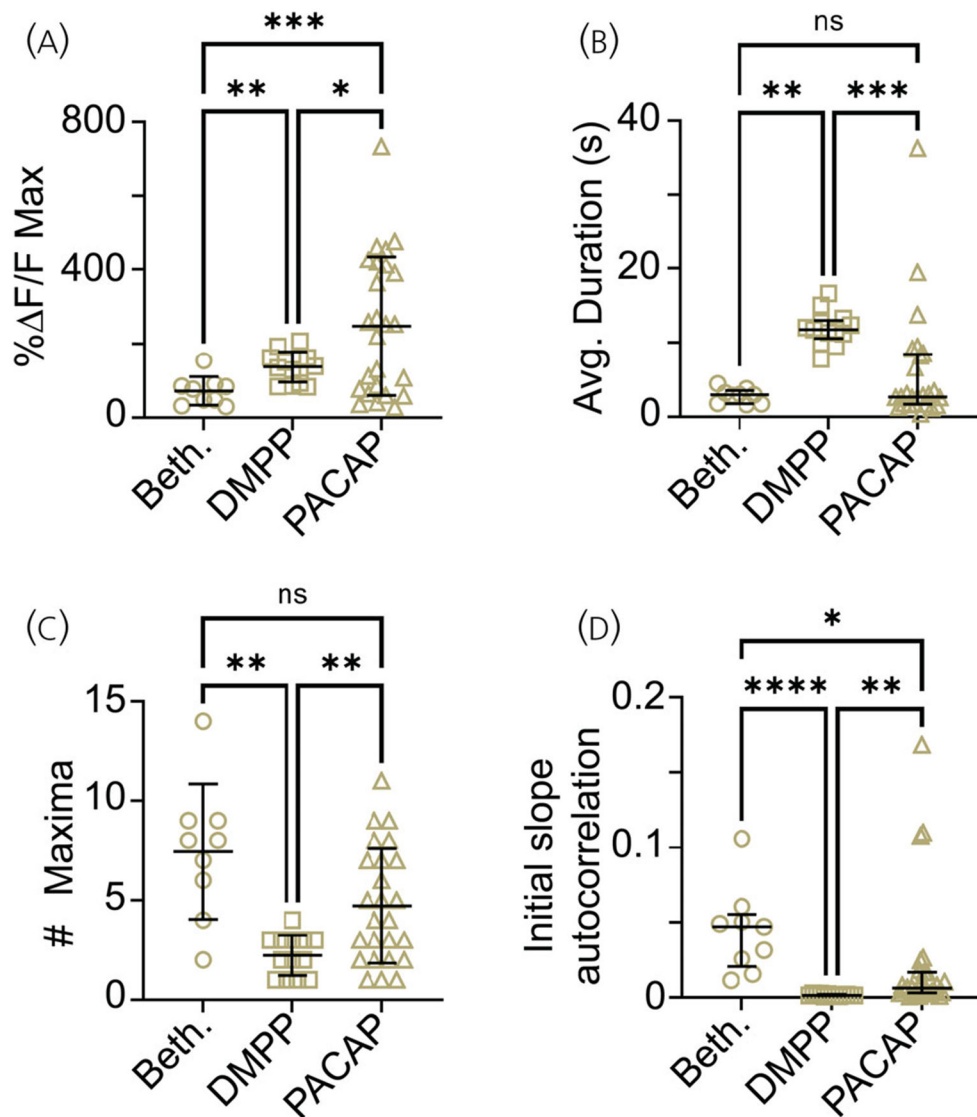 (A)
***
** *
%ΔF/F Max
800
400
0
Beth.
DMPP
PACAP
(B)
ns
** ***
Avg. Duration (s)
40
20
0
Beth.
DMPP
PACAP
(C)
ns
** **
# Maxima
15
10
5
0
Beth.
DMPP
PACAP
(D)
*
**** **
Initial slope
autocorrelation
0.2
0.1
0
Beth.
DMPP
PACAP